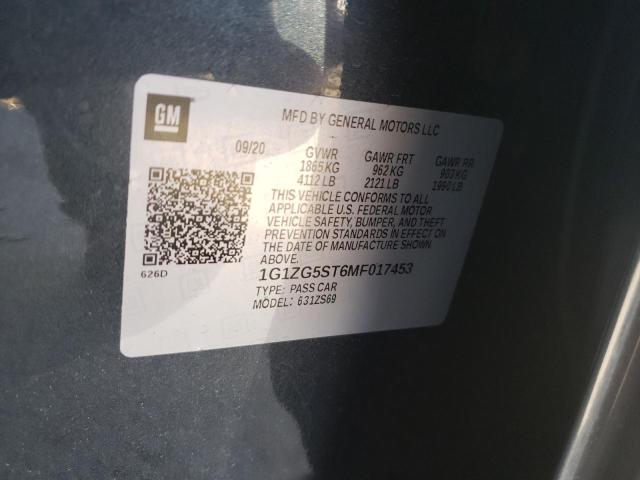 GM
MFD BY GENERAL MOTORS LLC
09/20 GVWR GAWR FRT GAWR RR
1865 KG 962 KG 903 KG
4112 LB 2121 LB 1990 LB
THIS VEHICLE CONFORMS TO ALL
APPLICABLE U.S. FEDERAL MOTOR
VEHICLE SAFETY, BUMPER, AND THEFT
PREVENTION STANDARDS IN EFFECT ON
THE DATE OF MANUFACTURE SHOWN
ABOVE.
626D
1G1ZG5ST6MF017453
TYPE: PASS CAR
MODEL: 631ZS69